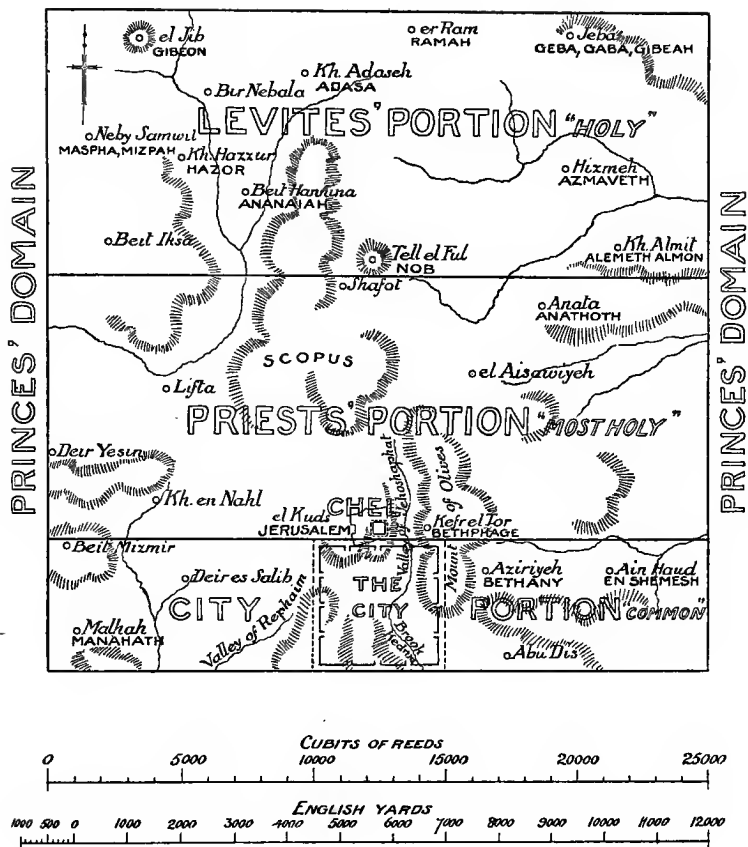 el Jib
GIBEON
er Ram
RAMAH
Jeba
GEBA, GABA, GIBEAH
Kh. Adaseh
ADASA
Bir Nebala
LEVITES' PORTION "HOLY"
Neby Samwil
MASPHA, MIZPAH
Kh. Hazzur
HAZOR
Hizmeh
AZMAVETH
Beit Hannina
ANANAIAH
Beit Iksa
Tell el Ful
NOB
Kh. Almit
ALEMETH ALMON
Shafat
Anata
ANATHOTH
PRINCES' DOMAIN
PRINCES' DOMAIN
SCOPUS
Lifta
el Aisawiyeh
PRIESTS' PORTION "MOST HOLY"
Deir Yesin
Kh. en Nahl
CHEL
el Kuds
JERUSALEM
Valley of Jehoshaphat
Mount of Olives
Kefr el Tor
BETHPHAGE
Beit Mizmir
Deir es Salib
THE
CITY
Aziriyeh
BETHANY
Ain Haud
EN SHEMESH
CITY PORTION "COMMON"
Malhah
MANAHATH
Valley of Rephaim
Brook
Kedron
Abu Dis
CUBITS OF REEDS
0 5000 10000 15000 20000 25000
ENGLISH YARDS
1000 500 0 1000 2000 3000 4000 5000 6000 7000 8000 9000 10000 11000 12000